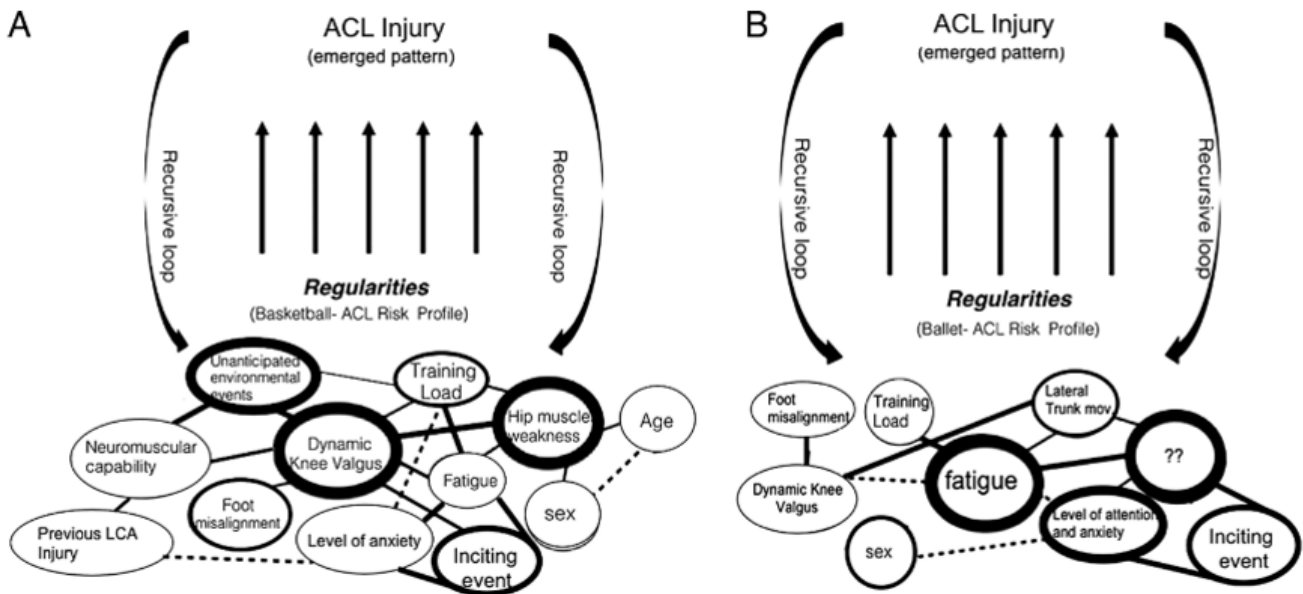 A
ACL Injury
(emerged pattern)
Recursive loop
Recursive loop
Regularities
(Basketball- ACL Risk Profile)
Unanticipated
environmental
events
Training
Load
Hip muscle
weakness
Age
Neuromuscular
capability
Dynamic
Knee Valgus
Fatigue
Foot
misalignment
sex
Previous LCA
Injury
Level of anxiety
Inciting
event
B
ACL Injury
(emerged pattern)
Recursive loop
Recursive loop
Regularities
(Ballet- ACL Risk Profile)
Foot
misalignment
Training
Load
Lateral
Trunk mov.
??
Dynamic Knee
Valgus
fatigue
Level of attention
and anxiety
sex
Inciting
event